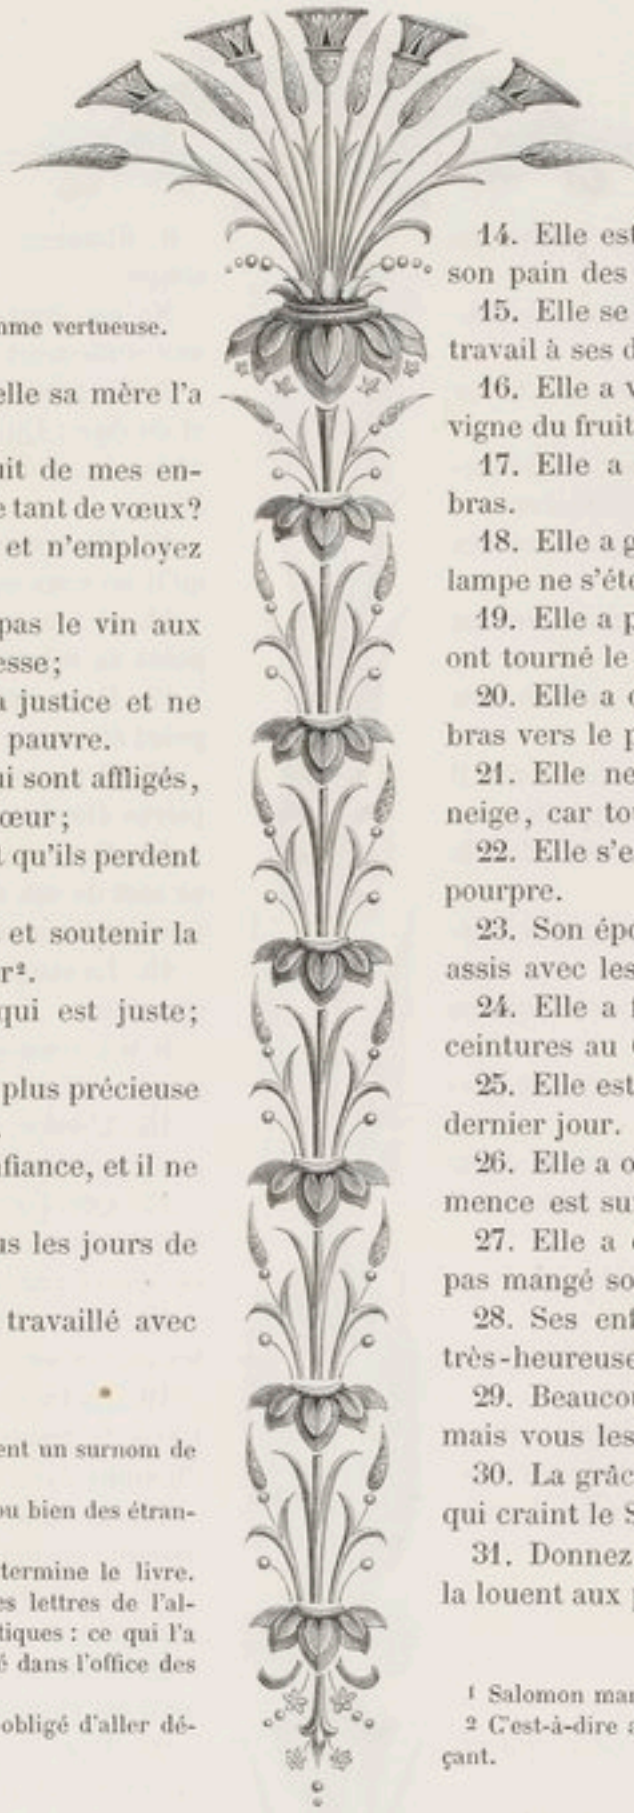 mme vertueuse.
elle sa mère l'a
uit de mes en-
e tant de vœux?
et n'employez
pas le vin aux
esse;
a justice et ne
pauvre.
ui sont affligés,
œur;
t qu'ils perdent
et soutenir la
r².
qui est juste;
plus précieuse
nfiance, et il ne
us les jours de
travaillé avec
ent un surnom de
ou bien des étran-
termine le livre.
es lettres de l'al-
tiques : ce qui l'a
é dans l'office des
obligé d'aller dé-
14. Elle est
son pain des
15. Elle se
travail à ses d
16. Elle a v
vigne du fruit
17. Elle a
bras.
18. Elle a g
lampe ne s'éte
19. Elle a p
ont tourné le
20. Elle a o
bras vers le p
21. Elle ne
neige, car tou
22. Elle s'e
pourpre.
23. Son épo
assis avec les
24. Elle a f
ceintures au C
25. Elle est
dernier jour.
26. Elle a o
mence est su
27. Elle a
pas mangé so
28. Ses enf
très-heureuse
29. Beaucou
mais vous les
30. La grâc
qui craint le S
31. Donnez
la louent aux p
1 Salomon mar
2 C'est-à-dire a
çant.